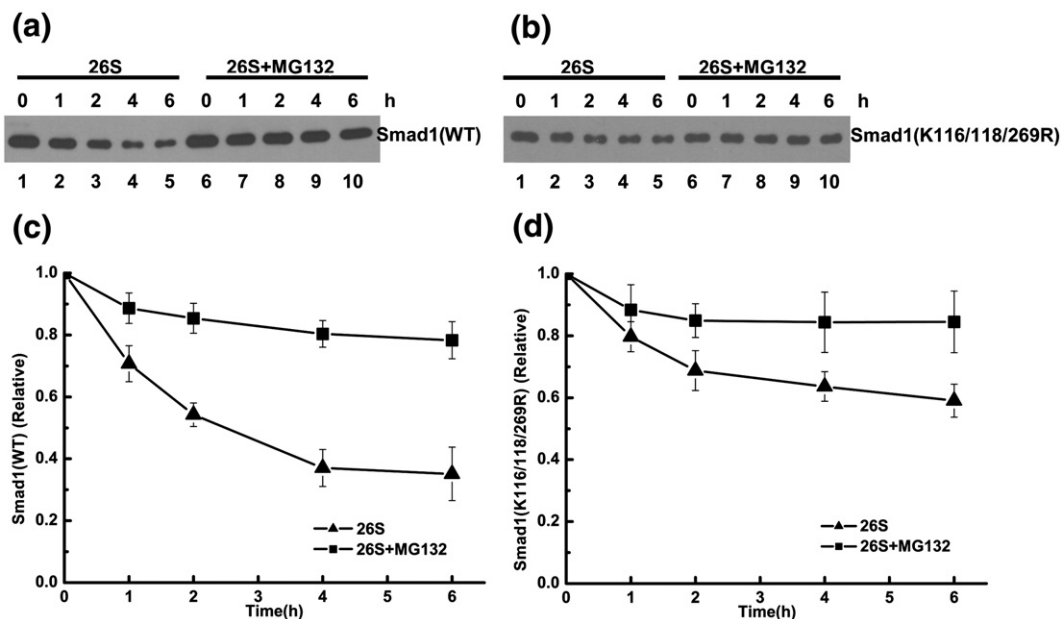 (a)
26S 26S+MG132
0 1 2 4 6 0 1 2 4 6 h
Smad1(WT)
1 2 3 4 5 6 7 8 9 10
(b)
26S 26S+MG132
0 1 2 4 6 0 1 2 4 6 h
Smad1(K116/118/269R)
1 2 3 4 5 6 7 8 9 10
(c)
Smad1(WT) (Relative)
1.0
0.8
0.6
0.4
0.2
0.0
26S
26S+MG132
0 1 2 3 4 5 6
Time(h)
(d)
Smad1(K116/118/269R) (Relative)
1.0
0.8
0.6
0.4
0.2
0.0
26S
26S+MG132
0 1 2 3 4 5 6
Time(h)